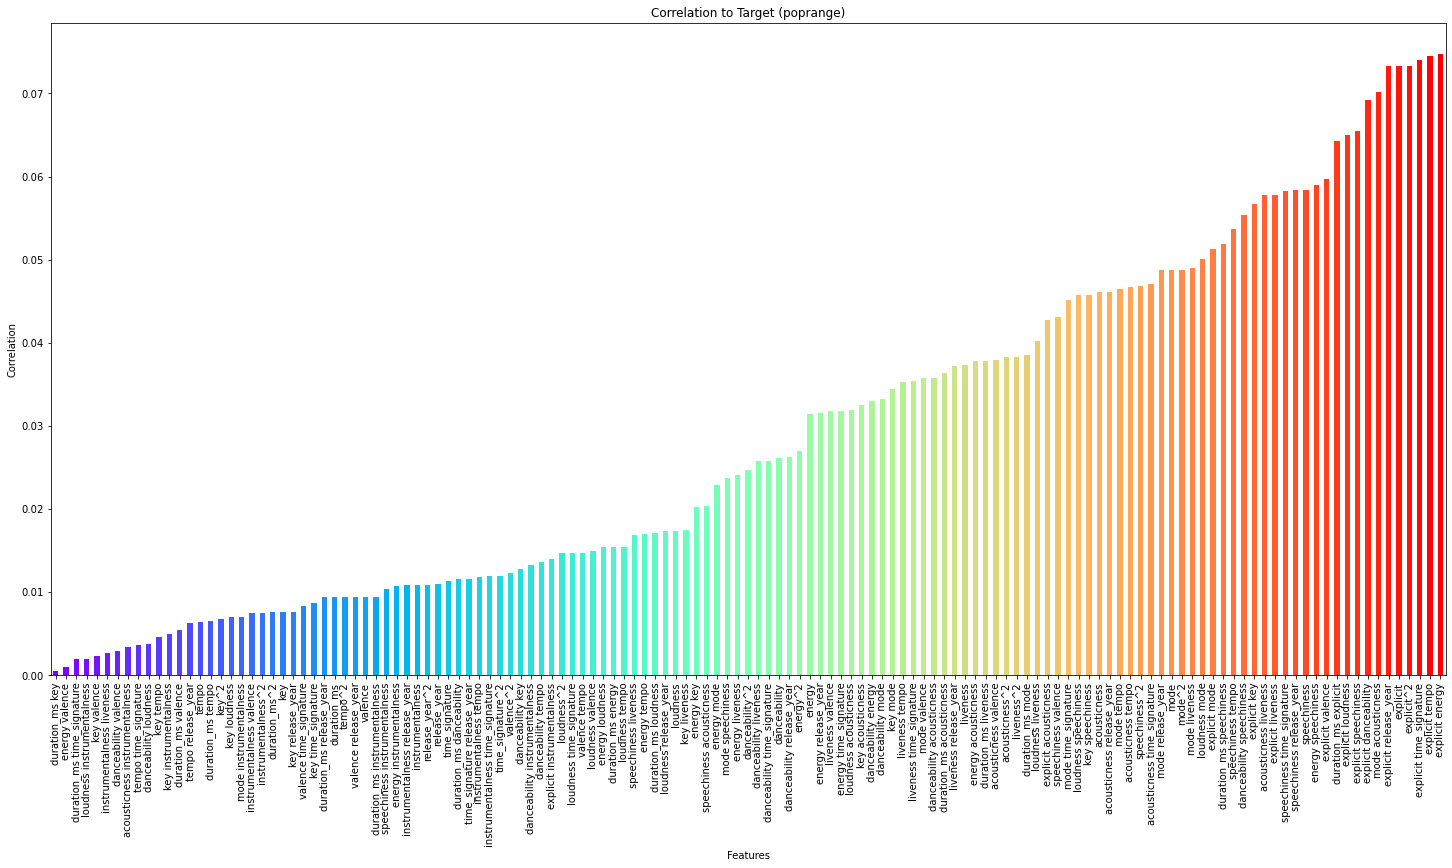 Correlation to Target (poprange)
Correlation
0.07
0.06
0.05
0.04
0.03
0.02
0.01
0.00
duration_ms key
energy valence
duration_ms time_signature
loudness instrumentalness
key valence
instrumentalness liveness
danceability valence
acousticness instrumentalness
tempo time_signature
danceability loudness
key tempo
key instrumentalness
duration_ms valence
tempo release_year
tempo
duration_ms tempo
key^2
key loudness
mode instrumentalness
instrumentalness valence
instrumentalness^2
duration_ms^2
key
key release_year
valence time_signature
key time_signature
duration_ms release_year
duration_ms
tempo^2
valence release_year
valence
duration_ms instrumentalness
speechiness instrumentalness
energy instrumentalness
instrumentalness release_year
instrumentalness
release_year^2
release_year
time_signature
duration_ms danceability
time_signature release_year
instrumentalness tempo
instrumentalness time_signature
time_signature^2
valence^2
danceability key
danceability instrumentalness
danceability tempo
explicit instrumentalness
loudness^2
loudness time_signature
valence tempo
loudness valence
energy loudness
duration_ms energy
loudness tempo
speechiness liveness
energy tempo
duration_ms loudness
loudness release_year
loudness
key liveness
energy key
speechiness acousticness
energy mode
mode speechiness
energy liveness
danceability^2
danceability liveness
danceability time_signature
danceability
danceability release_year
energy^2
energy
energy release_year
liveness valence
energy time_signature
loudness acousticness
key acousticness
danceability energy
danceability mode
key mode
liveness tempo
liveness time_signature
mode valence
danceability acousticness
duration_ms acousticness
liveness release_year
liveness
energy acousticness
duration_ms liveness
acousticness valence
acousticness^2
liveness^2
duration_ms mode
loudness liveness
explicit acousticness
speechiness valence
mode time_signature
loudness speechiness
key speechiness
acousticness
acousticness release_year
mode tempo
acousticness tempo
speechiness^2
acousticness time_signature
mode release_year
mode
mode^2
mode liveness
loudness mode
explicit mode
duration_ms speechiness
speechiness tempo
danceability speechiness
explicit key
acousticness liveness
explicit liveness
speechiness time_signature
speechiness release_year
speechiness
energy speechiness
explicit valence
duration_ms explicit
explicit loudness
explicit speechiness
explicit danceability
mode acousticness
explicit release_year
explicit
explicit^2
explicit time_signature
explicit tempo
explicit energy
Features